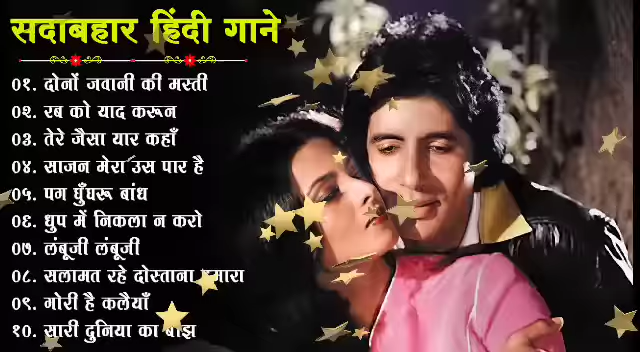 सदाबहार हिंदी गाने
०१. दोनों जवानी की मस्ती
०२. रब को याद करून
०३. तेरे जैसा यार कहाँ
०४. साजन मेरा उस पार है
०५. पग घुँघरू बांध
०६. धुप में निकला न करो
०७. लंबूजी लंबूजी
०८. सलामत रहे दोस्ताना हमारा
०९. गोरी है कलैयाँ
१०. सारी दुनिया का बोझ